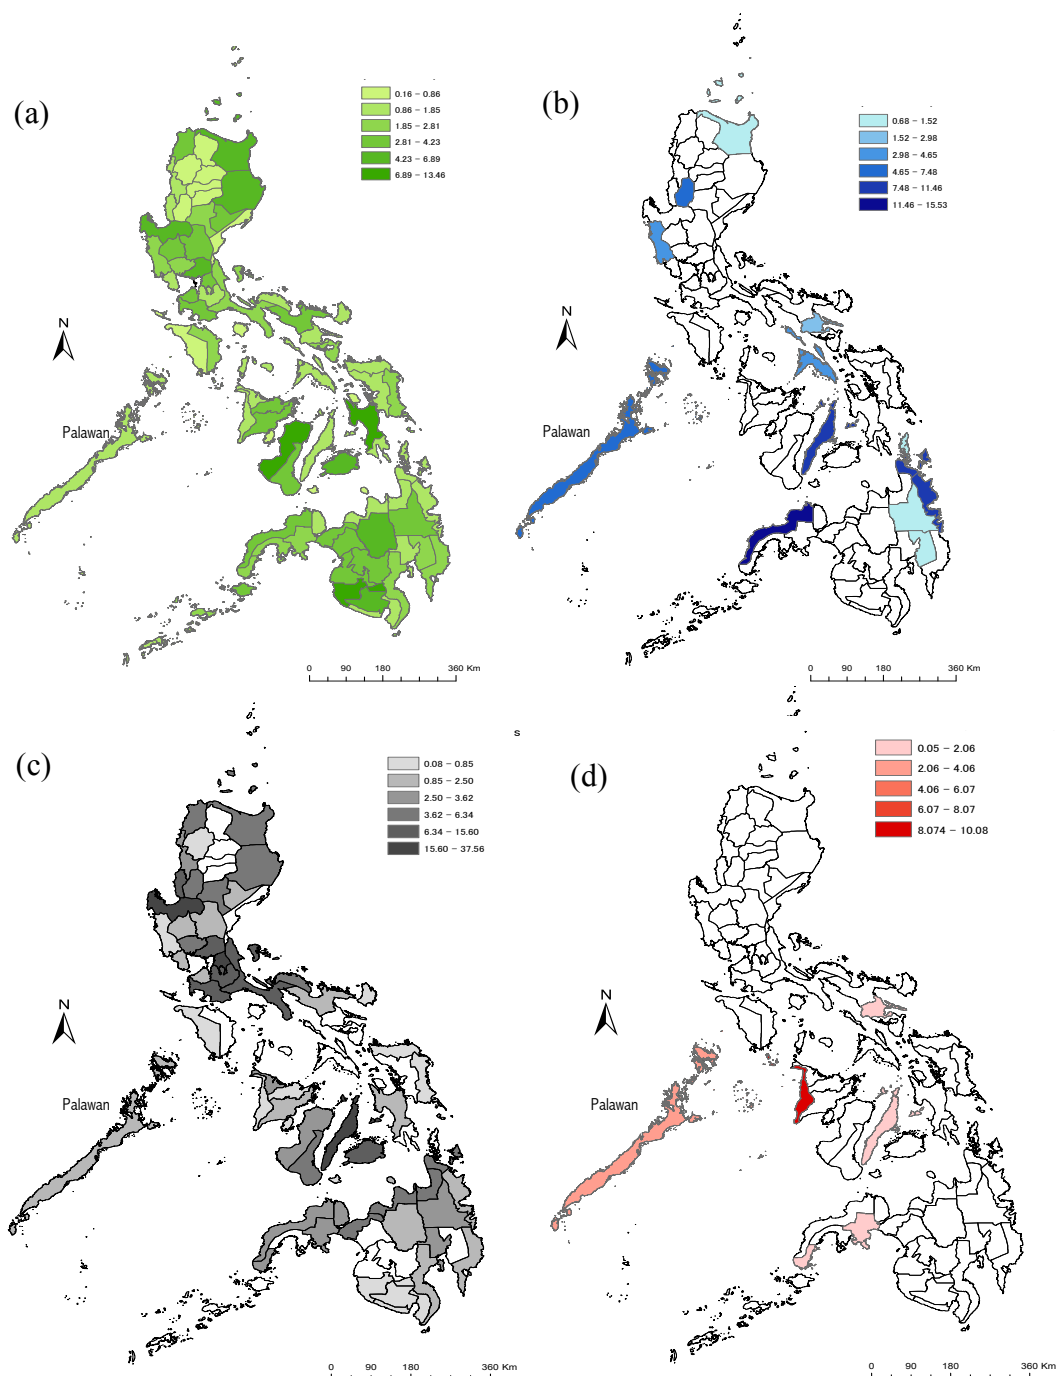 (a)
0.16 – 0.86
0.86 – 1.85
1.85 – 2.81
2.81 – 4.23
4.23 – 6.89
6.89 – 13.46
N
Palawan
0 90 180 360 Km
(b)
0.68 – 1.52
1.52 – 2.98
2.98 – 4.65
4.65 – 7.48
7.48 – 11.46
11.46 – 15.53
N
Palawan
0 90 180 360 Km
S
(c)
0.08 – 0.85
0.85 – 2.50
2.50 – 3.62
3.62 – 6.34
6.34 – 15.60
15.60 – 37.56
N
Palawan
0 90 180 360 Km
(d)
0.05 – 2.06
2.06 – 4.06
4.06 – 6.07
6.07 – 8.07
8.074 – 10.08
N
Palawan
0 90 180 360 Km